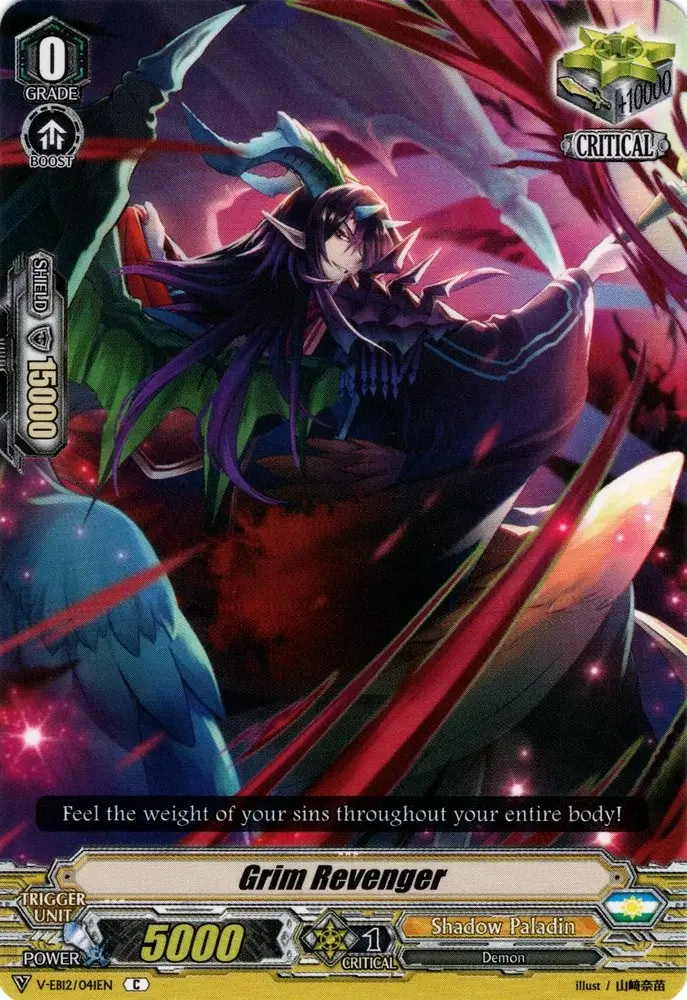 0
GRADE
BOOST
+10000
CRITICAL
SHIELD
15000
Feel the weight of your sins throughout your entire body!
Grim Revenger
TRIGGER
UNIT
POWER
5000
1
CRITICAL
Shadow Paladin
Demon
V-EB12/041EN
C
illust / 山﨑奈苗